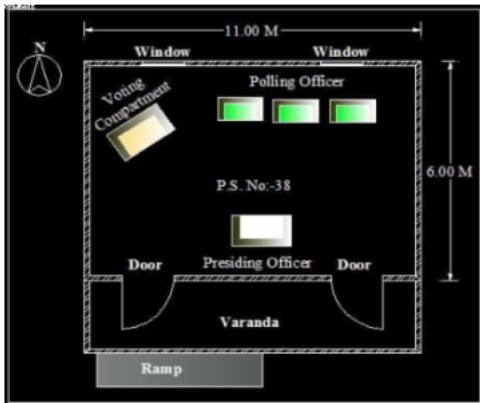 11.00 M
N
Window
Window
Voting
Compartment
Polling Officer
6.00 M
P.S. No:-38
Presiding Officer
Door
Door
Varanda
Ramp